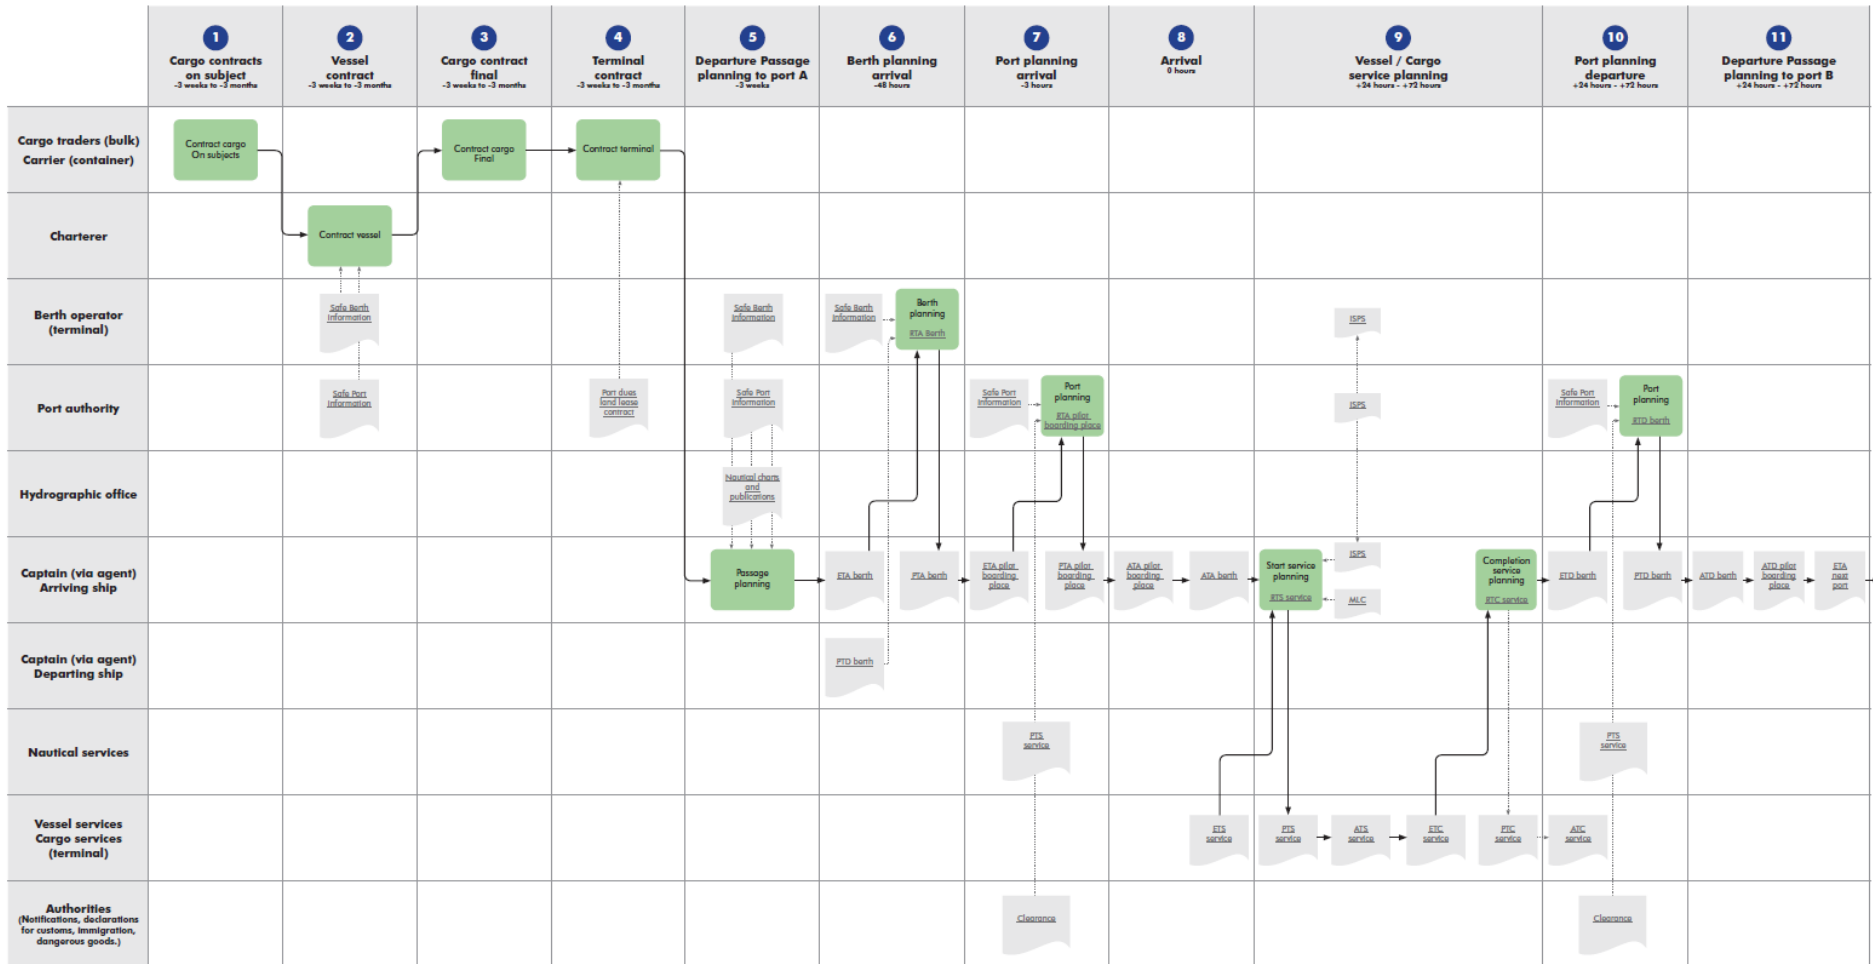 1
2
3
4
5
6
7
8
9
10
11
Cargo contracts
on subject
-3 weeks to -3 months
Vessel
contract
-3 weeks to -3 months
Cargo contract
final
-3 weeks to -3 months
Terminal
contract
-3 weeks to -3 months
Departure Passage
planning to port A
-3 weeks
Berth planning
arrival
-48 hours
Port planning
arrival
-3 hours
Arrival
0 hours
Vessel / Cargo
service planning
+24 hours - +72 hours
Port planning
departure
+24 hours - +72 hours
Departure Passage
planning to port B
+24 hours - +72 hours
Cargo traders (bulk)
Carrier (container)
Contract cargo
On subjects
Contract cargo
Final
Contract terminal
Charterer
Contract vessel
Berth operator
(terminal)
Safe Berth
Information
Safe Berth
Information
Safe Berth
Information
Berth
planning
RTA Berth
ISPS
Port authority
Safe Port
Information
Port dues
land lease
contract
Safe Port
Information
Safe Port
Information
Port
planning
RTA pilot
boarding place
ISPS
Safe Port
Information
Port
planning
RTD berth
Hydrographic office
Nautical charts
and
publications
Captain (via agent)
Arriving ship
Passage
planning
ETA berth
PTA berth
ETA pilot
boarding
place
PTA pilot
boarding
place
ATA pilot
boarding
place
ATA berth
Start service
planning
RTS service
ISPS
MLC
Completion
service
planning
RTC service
ETD berth
PTD berth
ATD berth
ATD pilot
boarding
place
ETA
next
port
Captain (via agent)
Departing ship
PTD berth
Nautical services
PTS
service
PTS
service
Vessel services
Cargo services
(terminal)
ETS
service
PTS
service
ATS
service
ETC
service
PTC
service
ATC
service
Authorities
(Notifications, declarations
for customs, immigration,
dangerous goods.)
Clearance
Clearance